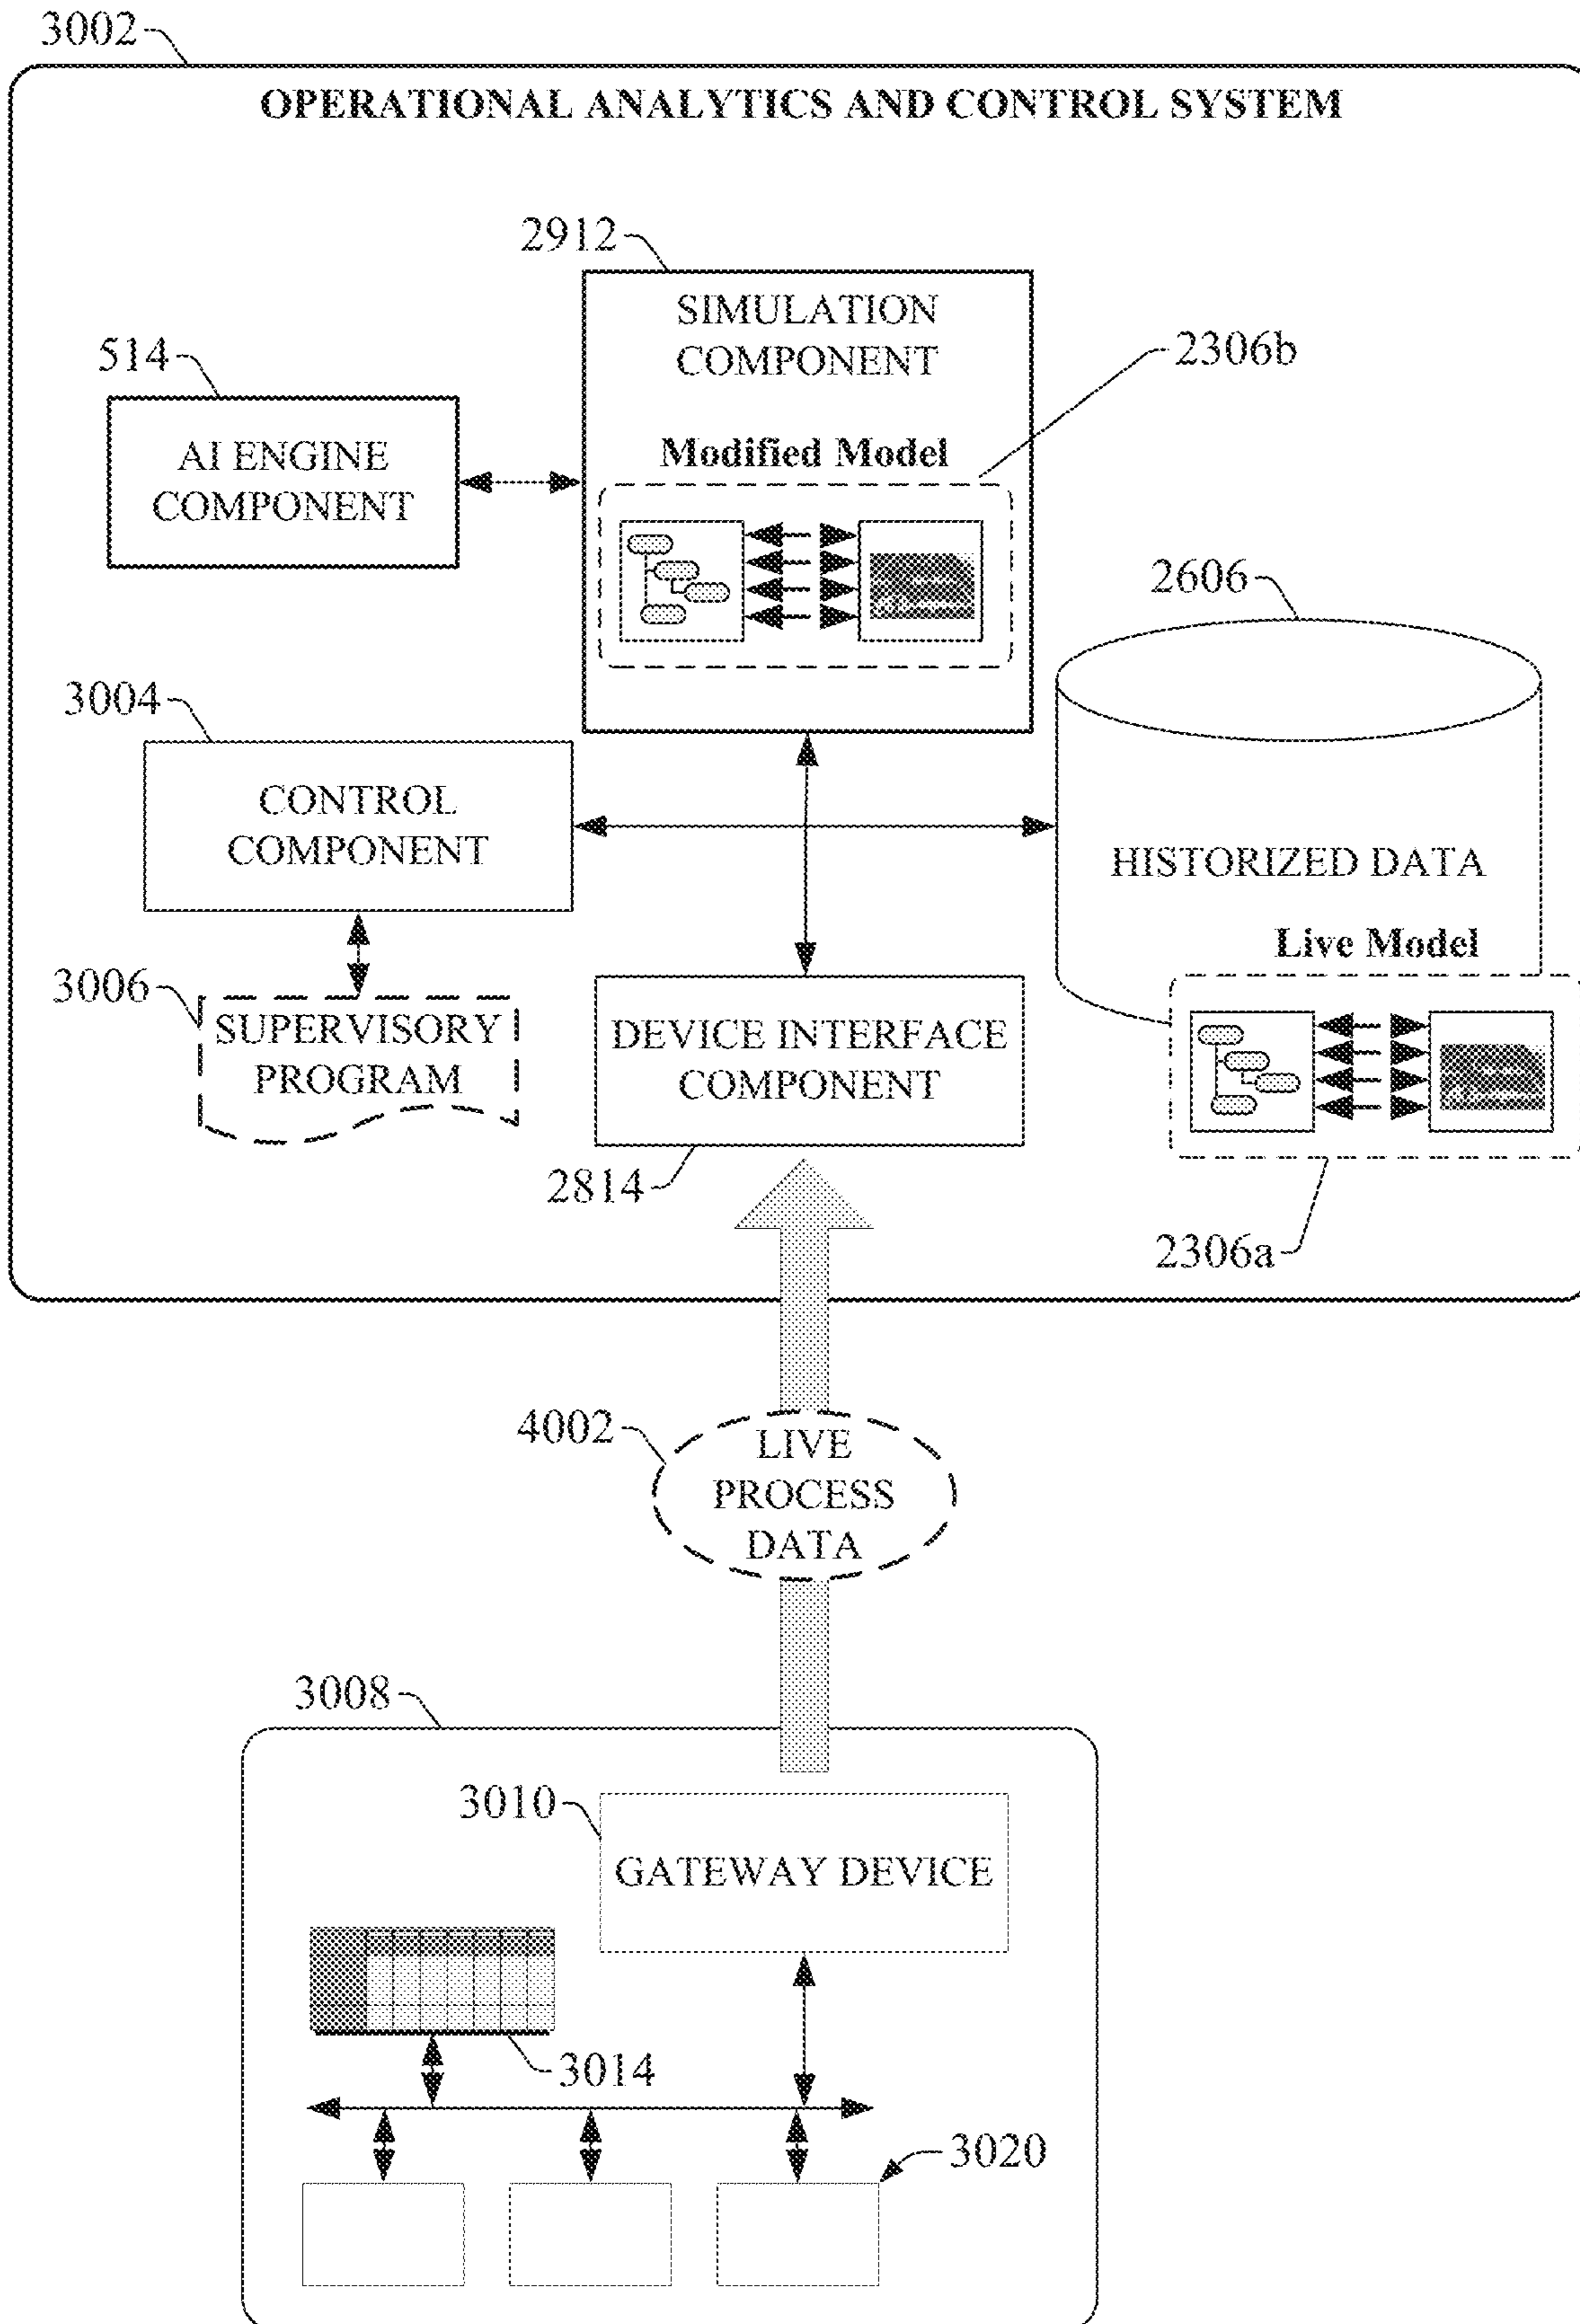 3002
OPERATIONAL ANALYTICS AND CONTROL SYSTEM
2912
SIMULATION
COMPONENT
2306b
514
AI ENGINE
COMPONENT
Modified Model
2606
3004
CONTROL
COMPONENT
HISTORIZED DATA
Live Model
3006
SUPERVISORY
PROGRAM
DEVICE INTERFACE
COMPONENT
2814
2306a
4002
LIVE
PROCESS
DATA
3008
3010
GATEWAY DEVICE
3014
3020